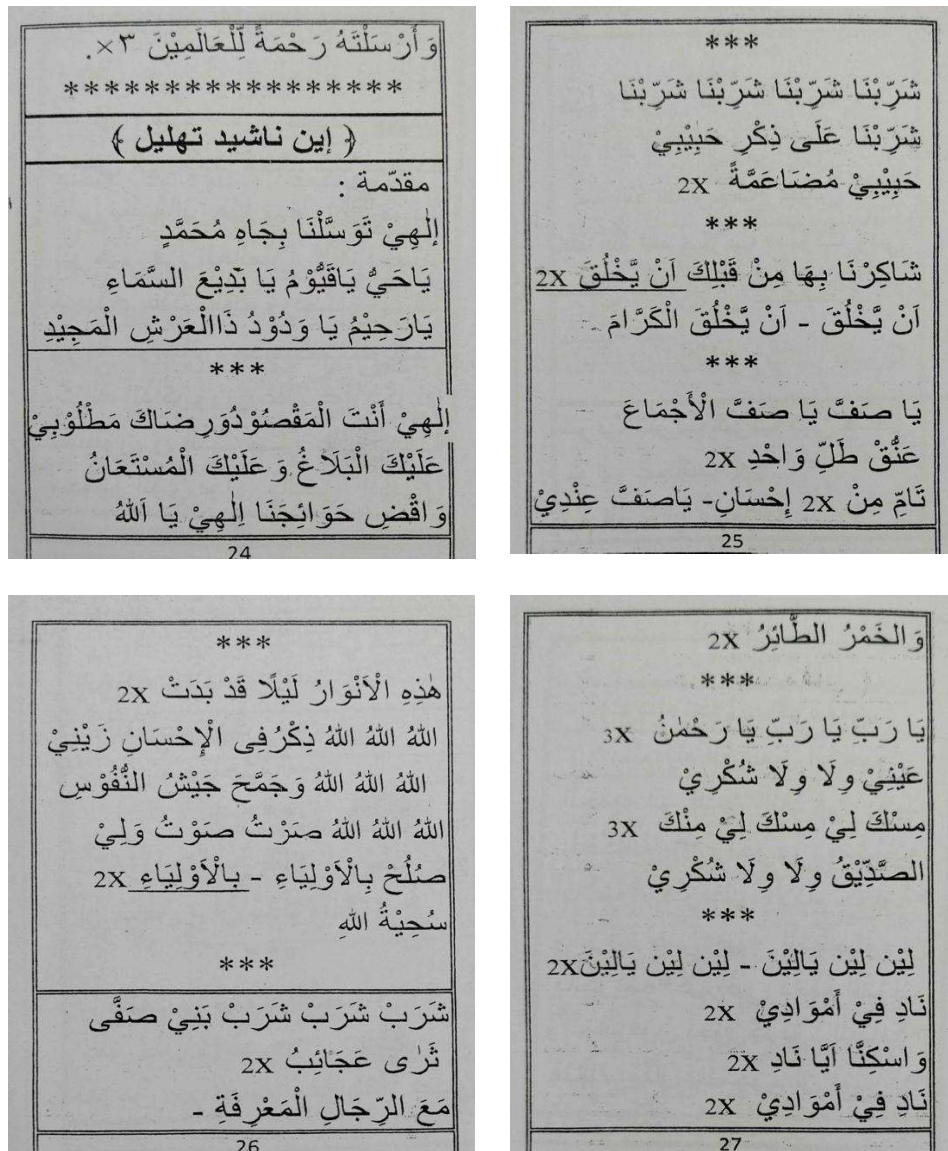 وَأَرْسَلْتَهُ رَحْمَةً لِّلْعَالَمِيْنَ ٣×.
*****************
﴿ إين ناشيد تهليل ﴾
مقدّمة :
إِلٰهِيْ تَوَسَّلْنَا بِجَاهِ مُحَمَّدٍ
يَاحَيُّ يَاقَيُّوْمُ يَا بَدِيْعَ السَّمَاءِ
يَارَحِيْمُ يَا وَدُوْدُ ذَاالْعَرْشِ الْمَجِيْدِ
***
إِلٰهِيْ أَنْتَ الْمَقْصُوْدُوَرِضَاكَ مَطْلُوْبِيْ
عَلَيْكَ الْبَلَاغُ وَعَلَيْكَ الْمُسْتَعَانُ
وَاقْضِ حَوَائِجَنَا اِلٰهِيْ يَا اَللهُ
24
***
شَرِّبْنَا شَرِّبْنَا شَرِّبْنَا شَرِّبْنَا
شَرِّبْنَا عَلَى ذِكْرِ حَبِيْبِيْ
حَبِيْبِيْ مُضَاعَمَّةً 2X
***
شَاكِرْنَا بِهَا مِنْ قَبْلِكَ اَنْ يَّخْلُقَ 2X
اَنْ يَّخْلُقَ - اَنْ يَّخْلُقَ الْكَرَّامَ
***
يَا صَفَّ يَا صَفَّ الْأَجْمَاعَ
عَنُّقْ طَلِّ وَاحْدِ 2X
تَامِّ مِنْ 2X إِحْسَانِ- يَاصَفَّ عِنْدِيْ
25
***
هٰذِهِ الْاَنْوَارُ لَيْلًا قَدْ بَدَتْ 2X
اللهُ اللهُ اللهُ ذِكْرُفِى الْإِحْسَانِ زَيْنِيْ
اللهُ اللهُ اللهُ وَجَمَّحَ جَيْشُ النُّفُوْسِ
اللهُ اللهُ اللهُ صَرْتُ صَوْتُ وَلِيْ
صُلُحْ بِالْاَوْلِيَاءِ - بِالْاَوْلِيَاءِ 2X
سُحِيْةُ اللهِ
***
شَرَبْ شَرَبْ شَرَبْ بَنِيْ صَفَّى
ثَرٰى عَجَائِبُ 2X
مَعَ الرِّجَالِ الْمَعْرِفَةِ -
26
وَالخَمْرُ الطَّائِرُ 2X
***
يَا رَبِّ يَا رَبِّ يَا رَحْمٰنُ 3X
عَيْنِيْ وِلَا وِلَا شُكْرِيْ
مِسْكَ لِيْ مِسْكَ لِيْ مِنْكَ 3X
الصَّدِّيْقُ وِلَا وِلَا شُكْرِيْ
***
لِيْن لِيْن يَالِيْنَ - لِيْن لِيْن يَالِيْنَ2X
نَادِ فِيْ أَمْوَادِيْ 2X
وَاسْكِنَّا اَيَّا نَادِ 2X
نَادِ فِيْ أَمْوَادِيْ 2X
27